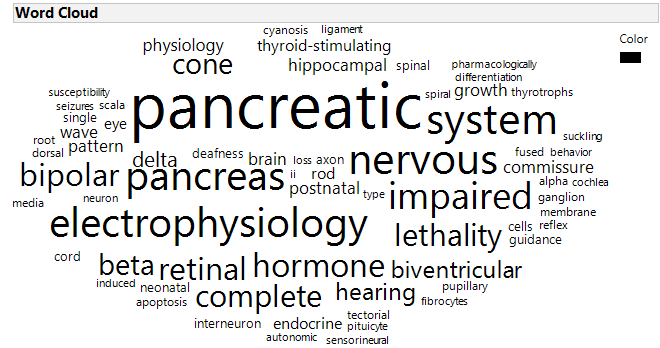 Word Cloud
cyanosis ligament
Color
physiology thyroid-stimulating
cone hippocampal spinal pharmacologically
differentiation
susceptibility
seizures scala
pancreatic
spiral growth thyrotrophs
single eye
system
wave
suckling
root pattern
dorsal
delta deafness brain loss axon
nervous
fused behavior
commissure
bipolar pancreas ii rod
postnatal type
impaired
alpha cochlea
neuron
ganglion
media
membrane
electrophysiology
lethality
cells reflex
guidance
cord
beta retinal hormone biventricular
induced neonatal
apoptosis
complete hearing
pupillary
fibrocytes
interneuron endocrine tectorial
pituicyte
autonomic sensorineural